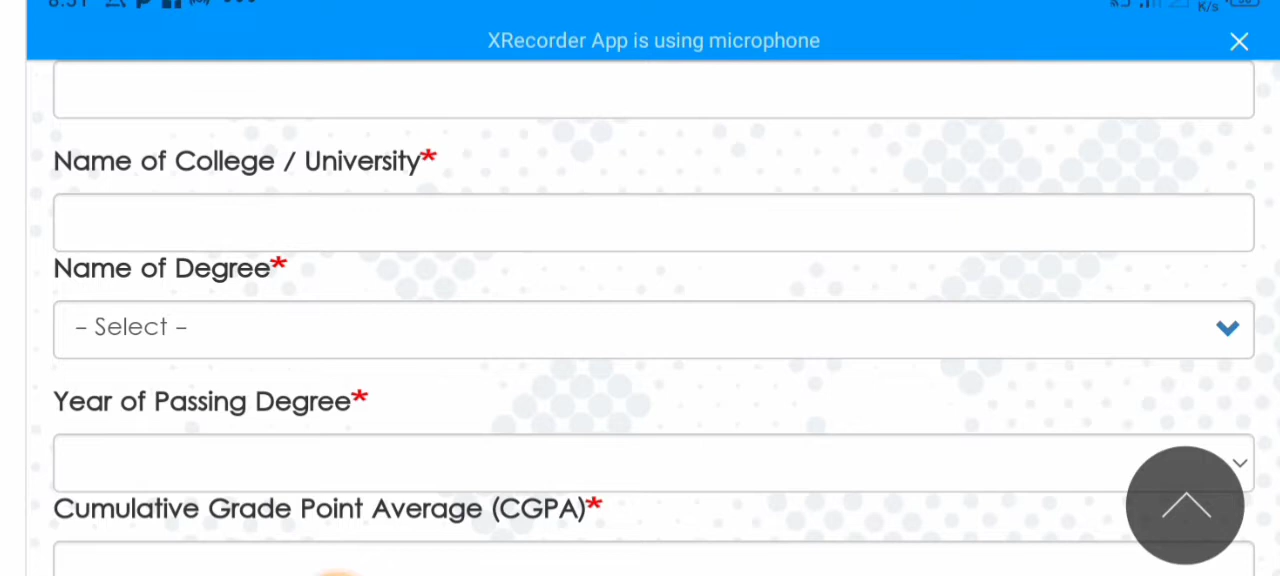 XRecorder App is using microphone
Name of College / University*
Name of Degree*
- Select -
Year of Passing Degree*
Cumulative Grade Point Average (CGPA)*